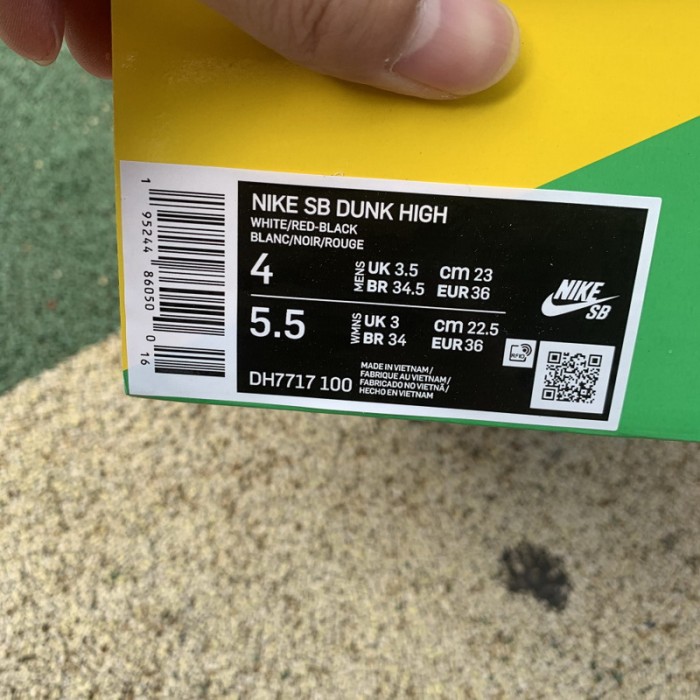 1 95244 86050 0 16
NIKE SB DUNK HIGH
WHITE/RED-BLACK
BLANC/NOIR/ROUGE
4
MENS
UK 3.5 cm 23
BR 34.5 EUR 36
5.5
WMNS
UK 3 cm 22.5
BR 34 EUR 36
DH7717 100
MADE IN VIETNAM/
FABRIQUE AU VIETNAM/
FABRICADO NO VIETNÃ/
HECHO EN VIETNAM
NIKE
SB
RFID